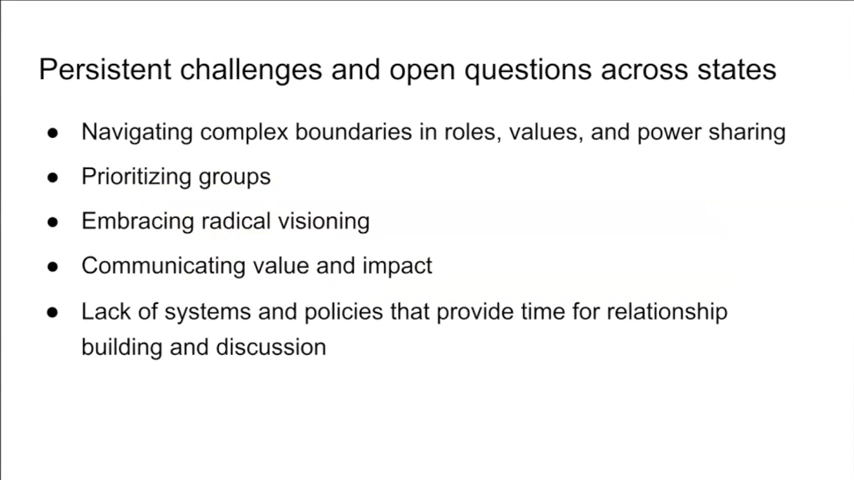 Persistent challenges and open questions across states
● Navigating complex boundaries in roles, values, and power sharing
● Prioritizing groups
● Embracing radical visioning
● Communicating value and impact
● Lack of systems and policies that provide time for relationship
building and discussion